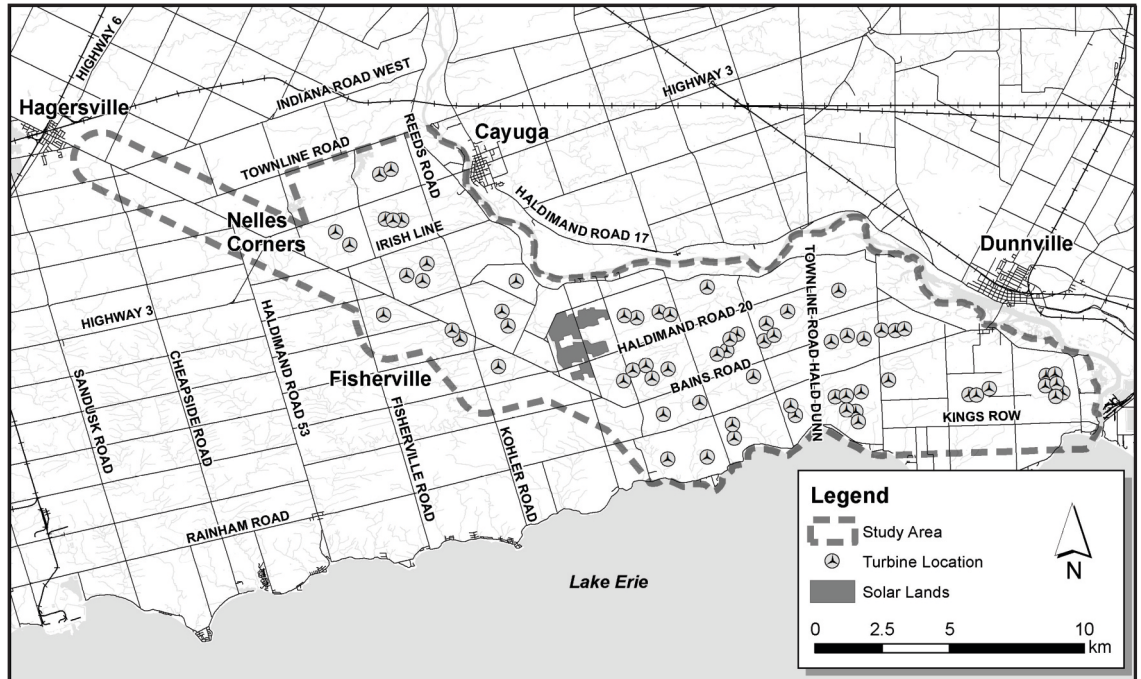 HIGHWAY 6
Hagersville
INDIANA ROAD WEST
HIGHWAY 3
REEDS ROAD
Cayuga
TOWNLINE ROAD
Nelles
Corners
IRISH LINE
HALDIMAND ROAD 17
Dunnville
TOWNLINE-ROAD-HALD-DUNN
HIGHWAY 3
HALDIMAND ROAD 53
HALDIMAND-ROAD-20
CHEAPSIDE ROAD
SANDUSK ROAD
Fisherville
BAINS-ROAD
FISHERVILLE ROAD
KOHLER ROAD
KINGS ROW
RAINHAM ROAD
Lake Erie
Legend
Study Area
Turbine Location
Solar Lands
N
0 2.5 5 10
km